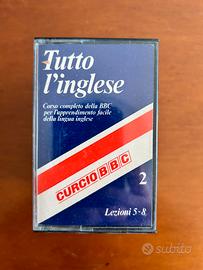 Tutto
l'inglese
Corso completo della BBC
per l'apprendimento facile
della lingua inglese
CURCIO BBC
2
Lezioni 5-8
subito